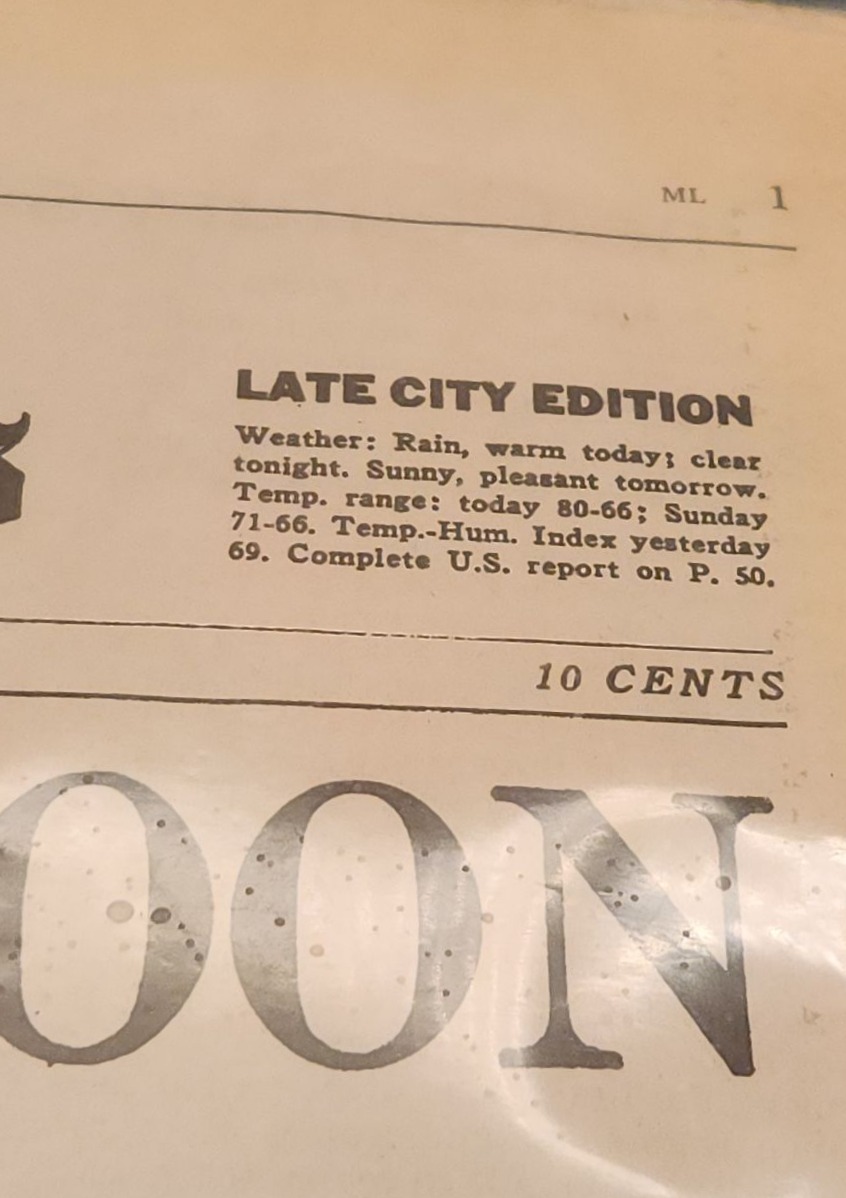 ML 1
LATE CITY EDITION
Weather: Rain, warm today; clear
tonight. Sunny, pleasant tomorrow.
Temp. range: today 80-66; Sunday
71-66. Temp.-Hum. Index yesterday
69. Complete U.S. report on P. 50.
10 CENTS
OON